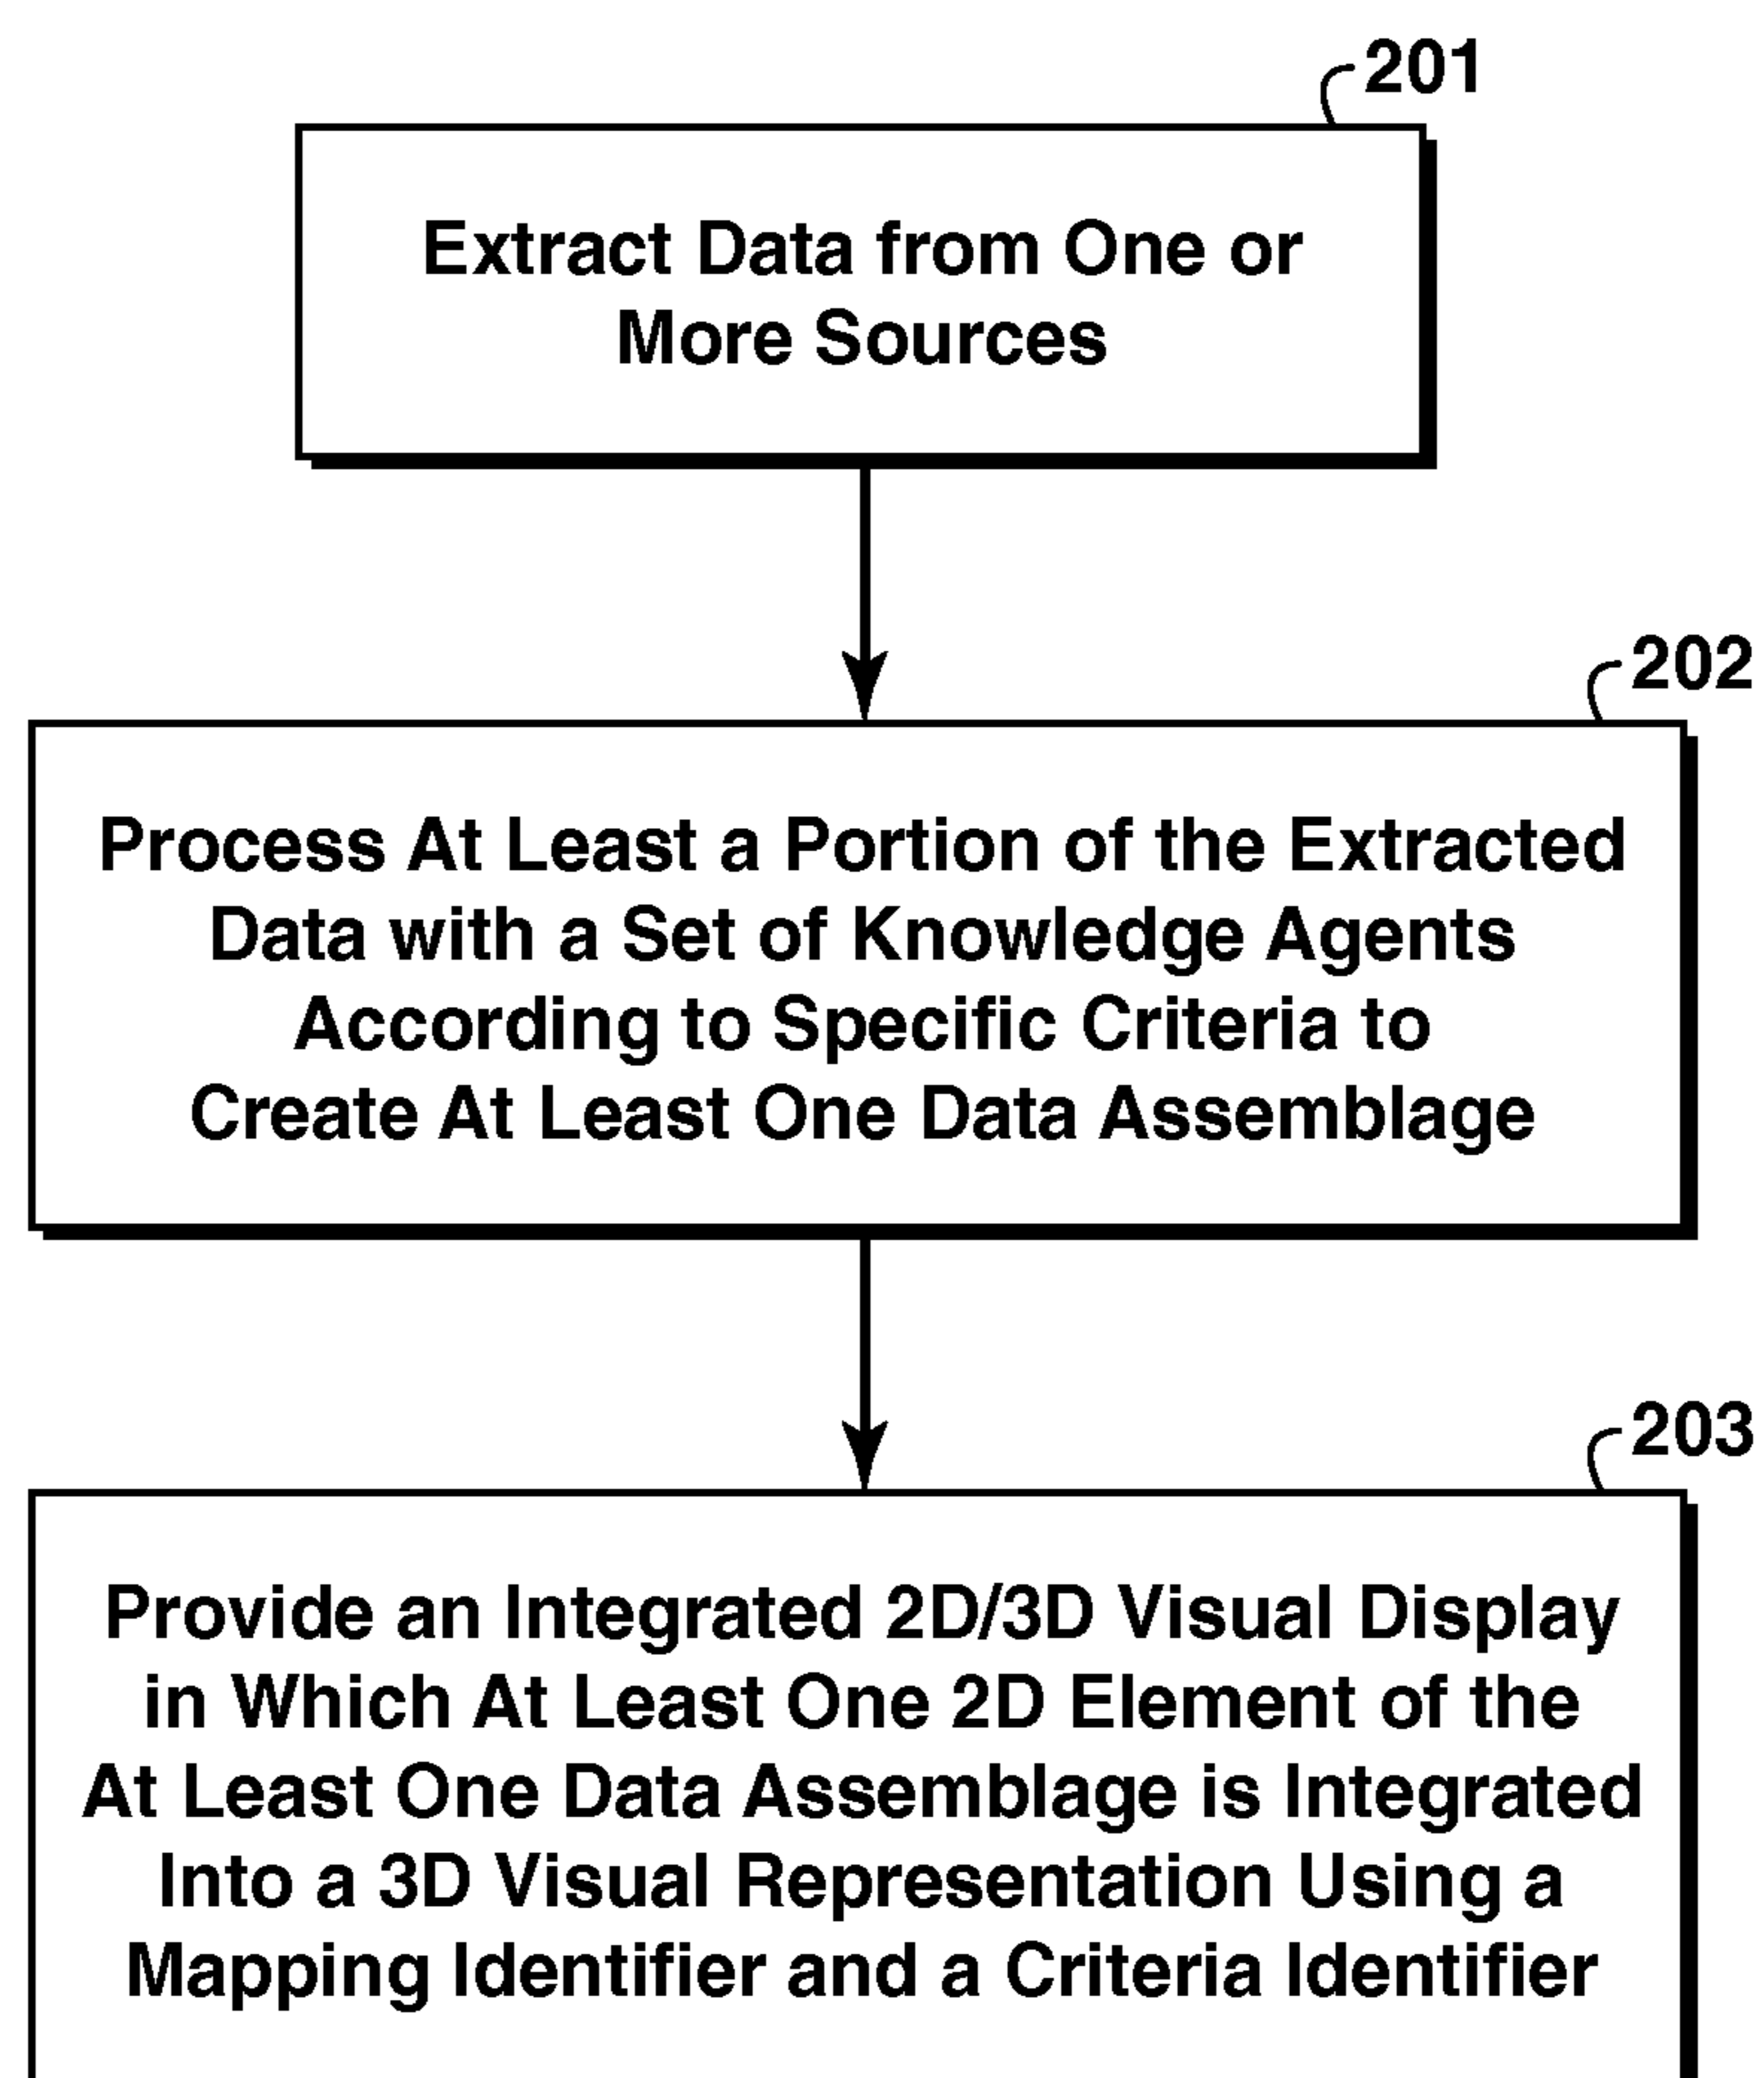 201
Extract Data from One or
More Sources
202
Process At Least a Portion of the Extracted
Data with a Set of Knowledge Agents
According to Specific Criteria to
Create At Least One Data Assemblage
203
Provide an Integrated 2D/3D Visual Display
in Which At Least One 2D Element of the
At Least One Data Assemblage is Integrated
Into a 3D Visual Representation Using a
Mapping Identifier and a Criteria Identifier